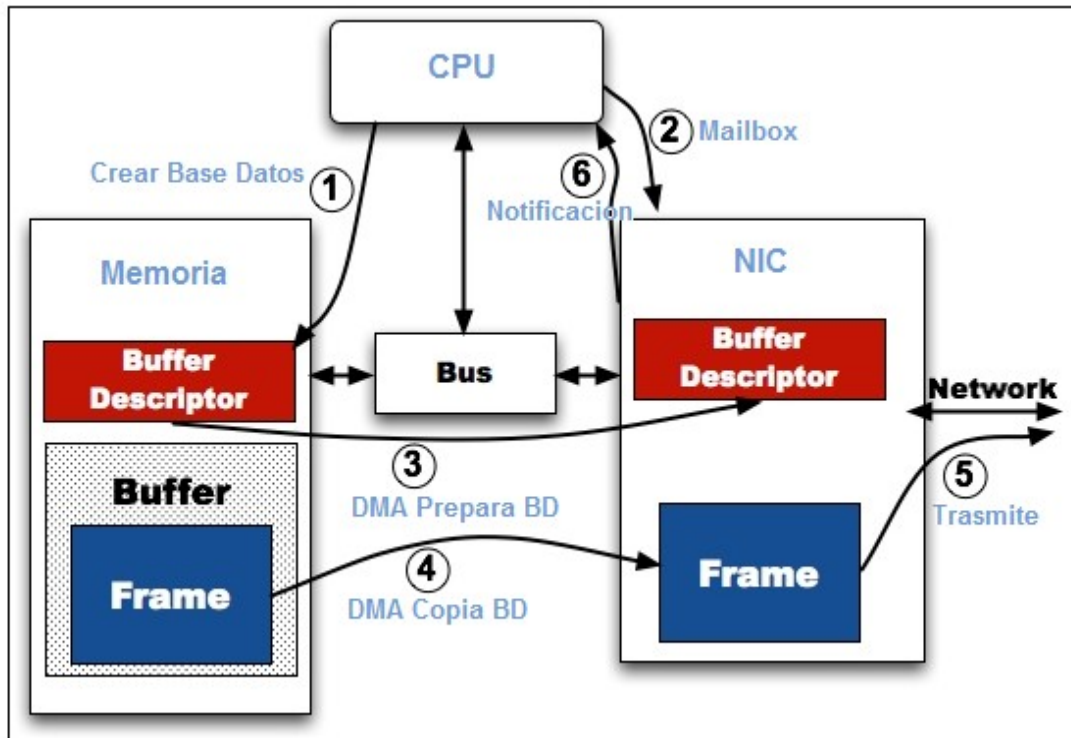 CPU
2 Mailbox
Crear Base Datos 1
6
Notificacion
Memoria
NIC
Buffer
Descriptor
Bus
Buffer
Descriptor
Network
3
DMA Prepara BD
5
Trasmite
Buffer
Frame
4
DMA Copia BD
Frame